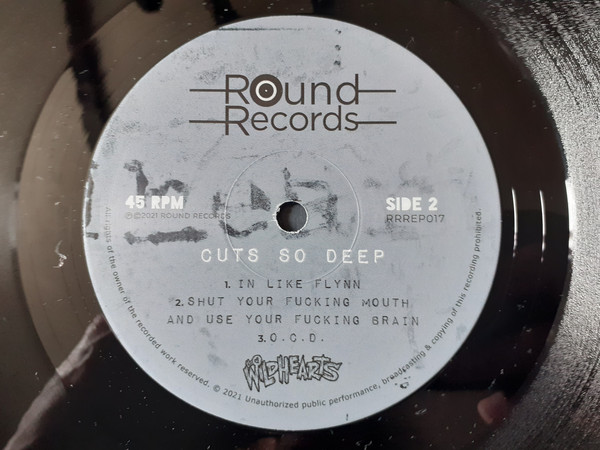 Round
Records
45 RPM
℗©2021 ROUND RECORDS
SIDE 2
RRREP017
CUTS SO DEEP
1. IN LIKE FLYNN
2. SHUT YOUR FUCKING MOUTH
AND USE YOUR FUCKING BRAIN
3. O.C.D.
THE WILDHEARTS
All rights of the owner of the recorded work reserved. © 2021 Unauthorized public performance, broadcasting & copying of this recording prohibited.